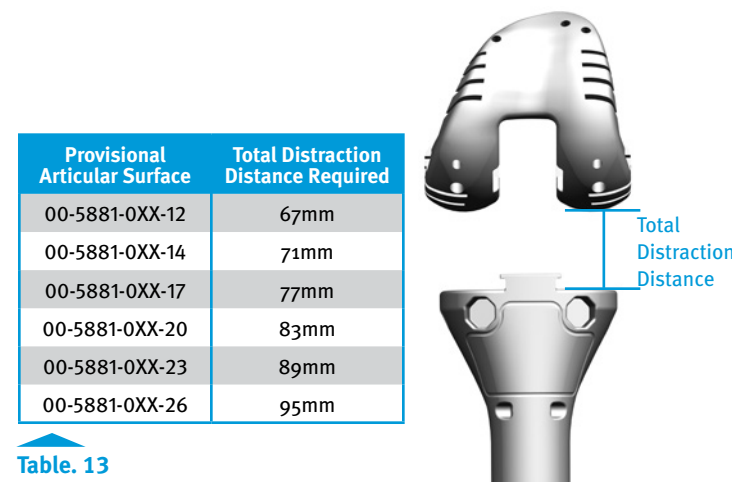 Provisional Articular Surface
Total Distraction Distance Required
00-5881-0XX-12 67mm
00-5881-0XX-14 71mm
00-5881-0XX-17 77mm
00-5881-0XX-20 83mm
00-5881-0XX-23 89mm
00-5881-0XX-26 95mm
Table. 13
Total
Distraction
Distance